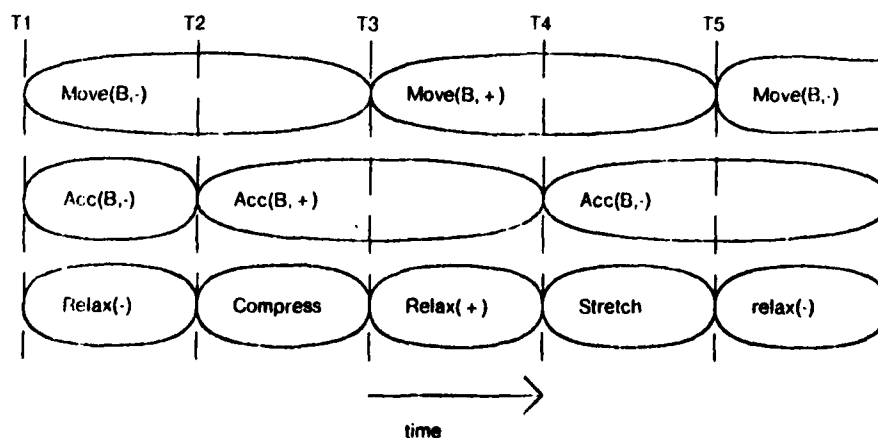 T1 T2 T3 T4 T5
Move(B,-) Move(B, +) Move(B,-)
Acc(B,-) Acc(B, +) Acc(B,-)
Relax(-) Compress Relax( + ) Stretch relax(-)
time